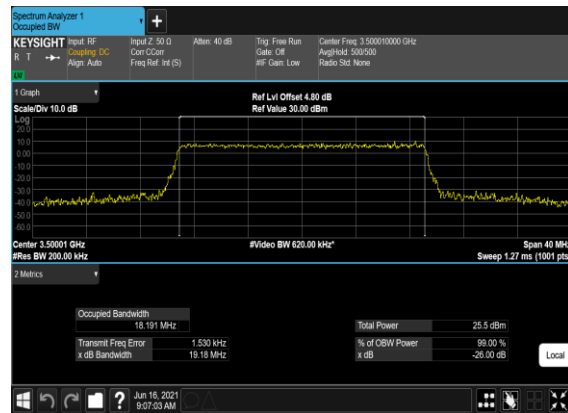 Spectrum Analyzer 1
Occupied BW
KEYSIGHT
R T
LW
Input: RF
Coupling: DC
Align: Auto
Input Z: 50 Ω
Corr CCorr
Freq Ref: Int (S)
Atten: 40 dB
Trig: Free Run
Gate: Off
#IF Gain: Low
Center Freq: 3.500010000 GHz
Avg|Hold: 500/500
Radio Std: None
1 Graph
Scale/Div 10.0 dB
Ref Lvl Offset 4.80 dB
Ref Value 30.00 dBm
Log
20.0
10.0
0.00
-10.0
-20.0
-30.0
-40.0
-50.0
-60.0
Center 3.50001 GHz
#Res BW 200.00 kHz
#Video BW 620.00 kHz*
Span 40 MHz
Sweep 1.27 ms (1001 pts
2 Metrics
Occupied Bandwidth
18.191 MHz
Transmit Freq Error 1.530 kHz
x dB Bandwidth 19.18 MHz
Total Power 25.5 dBm
% of OBW Power 99.00 %
x dB -26.00 dB
Local
?
Jun 16, 2021
9:07:03 AM